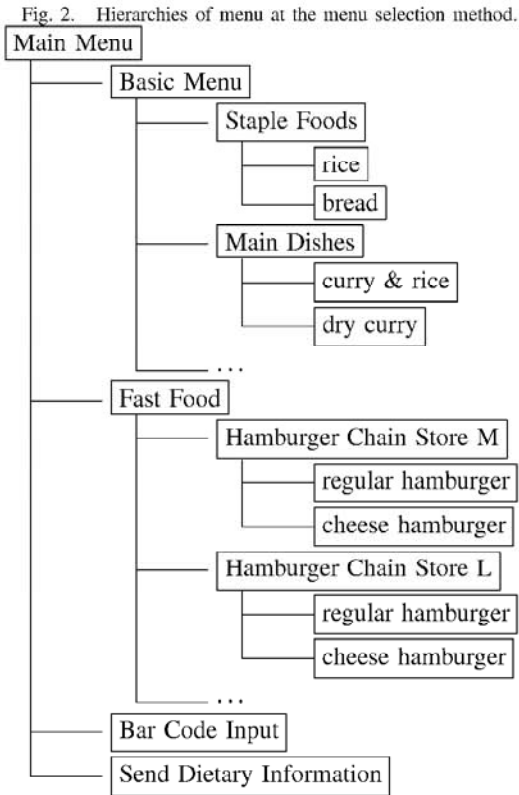 Fig. 2. Hierarchies of menu at the menu selection method.
Main Menu
Basic Menu
Staple Foods
rice
bread
Main Dishes
curry & rice
dry curry
...
Fast Food
Hamburger Chain Store M
regular hamburger
cheese hamburger
Hamburger Chain Store L
regular hamburger
cheese hamburger
...
Bar Code Input
Send Dietary Information